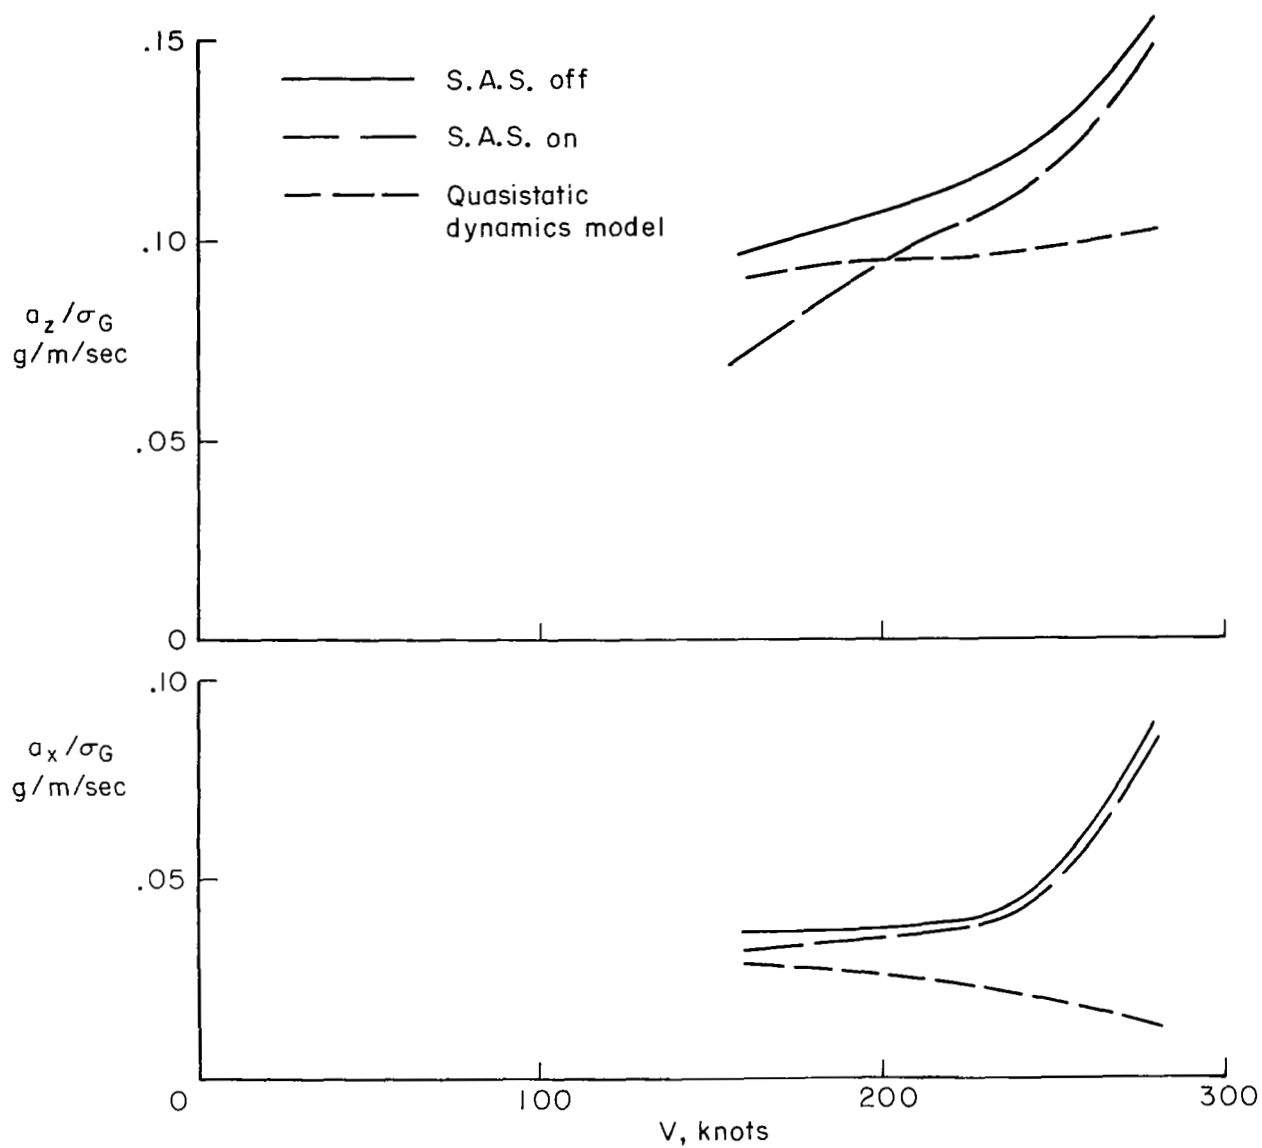 .15
S.A.S. off
S.A.S. on
Quasistatic
dynamics model
.10
a_z/σ_G
g/m/sec
.05
0
.10
a_x/σ_G
g/m/sec
.05
0 100 200 300
V, knots